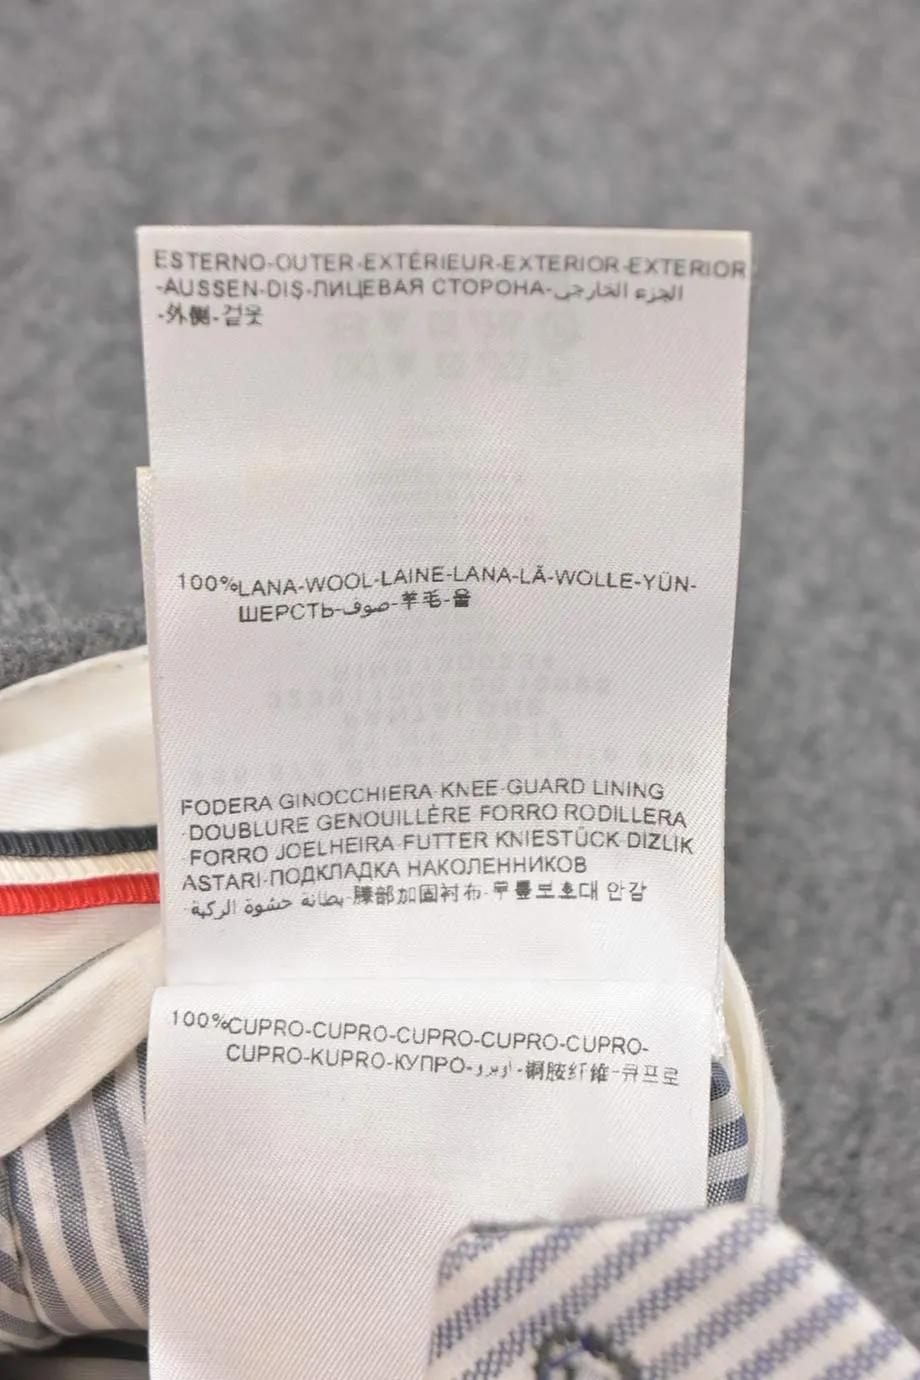 ESTERNO-OUTER-EXTÉRIEUR-EXTERIOR-EXTERIOR
-AUSSEN-DIŞ-ЛИЦЕВАЯ СТОРОНА-الجزء الخارجي
-外侧-겉옷
100%LANA-WOOL-LAINE-LANA-LÃ-WOLLE-YÜN-
ШЕРСТЬ-صوف-羊毛-울
FODERA GINOCCHIERA-KNEE-GUARD LINING
-DOUBLURE GENOUILLÈRE-FORRO RODILLERA
-FORRO JOELHEIRA-FUTTER KNIESTÜCK-DIZLIK
ASTARI-ПОДКЛАДКА НАКОЛЕННИКОВ
-بطانة حشوة الركبة-膝部加固衬布-무릎보호대 안감
100%CUPRO-CUPRO-CUPRO-CUPRO-CUPRO-
CUPRO-KUPRO-КУПРО-铜胺纤维-큐프로